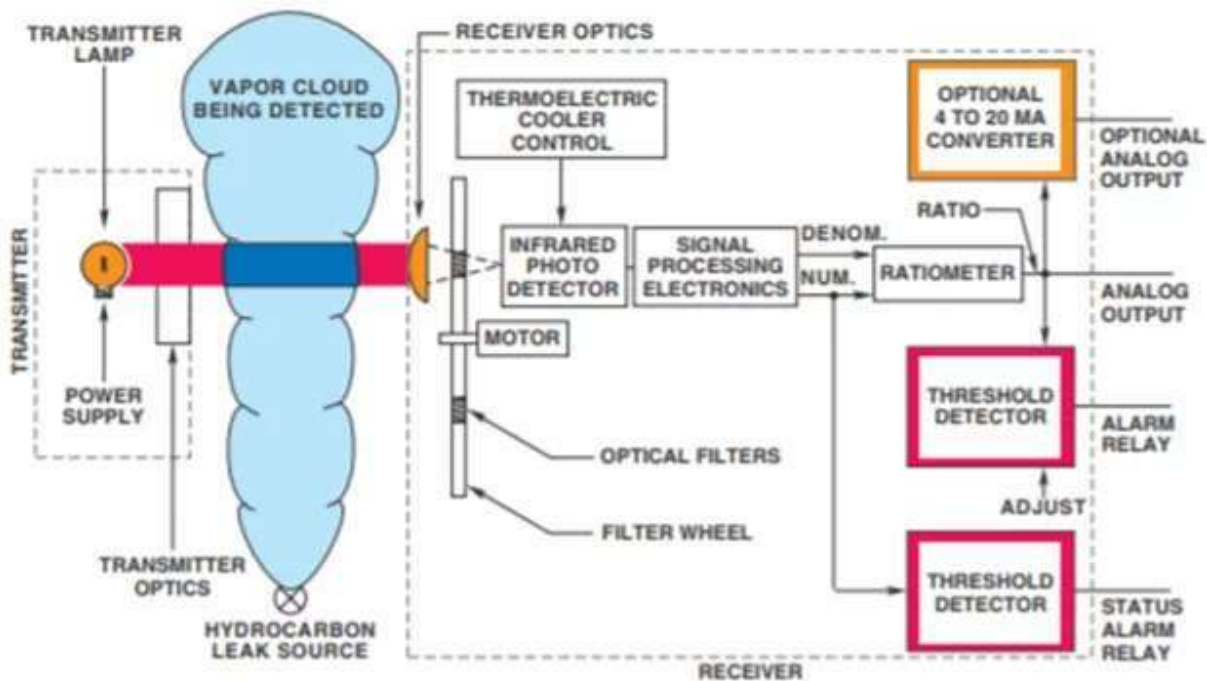 TRANSMITTER
LAMP
VAPOR CLOUD
BEING DETECTED
RECEIVER OPTICS
THERMOELECTRIC
COOLER
CONTROL
OPTIONAL
4 TO 20 MA
CONVERTER
OPTIONAL
ANALOG
OUTPUT
TRANSMITTER
INFRARED
PHOTO
DETECTOR
SIGNAL
PROCESSING
ELECTRONICS
DENOM.
NUM.
RATIOMETER
RATIO
ANALOG
OUTPUT
MOTOR
POWER
SUPPLY
THRESHOLD
DETECTOR
ALARM
RELAY
ADJUST
OPTICAL FILTERS
FILTER WHEEL
TRANSMITTER
OPTICS
HYDROCARBON
LEAK SOURCE
THRESHOLD
DETECTOR
STATUS
ALARM
RELAY
RECEIVER